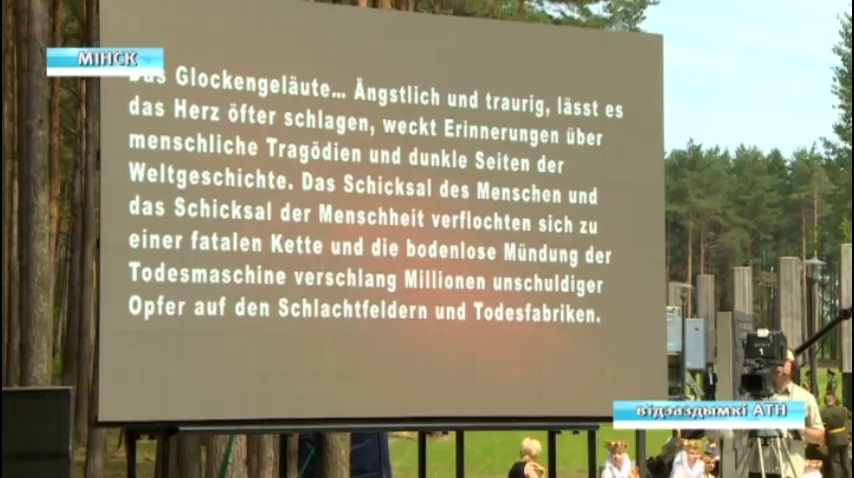 МІНСК
Das Glockengeläute... Ängstlich und traurig, lässt es
das Herz öfter schlagen, weckt Erinnerungen über
menschliche Tragödien und dunkle Seiten der
Weltgeschichte. Das Schicksal des Menschen und
das Schicksal der Menschheit verflochten sich zu
einer fatalen Kette und die bodenlose Mündung der
Todesmaschine verschlang Millionen unschuldiger
Opfer auf den Schlachtfeldern und Todesfabriken.
відэаздымкі АТН